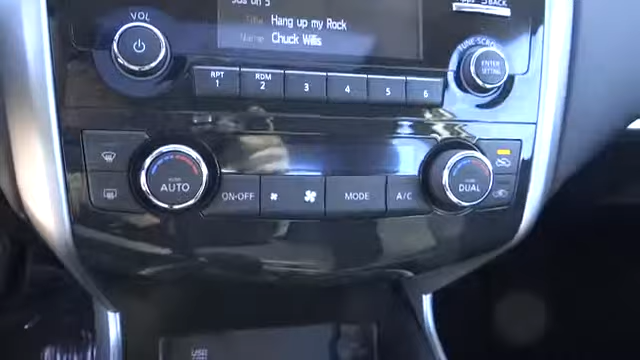 VOL
Title Hang up my Rock
Name Chuck Willis
BACK
TUNE·SCROLL
ENTER
SETTING
RPT
1
RDM
2
3
4
5
6
AUTO
ON·OFF
MODE
A/C
DUAL
USB